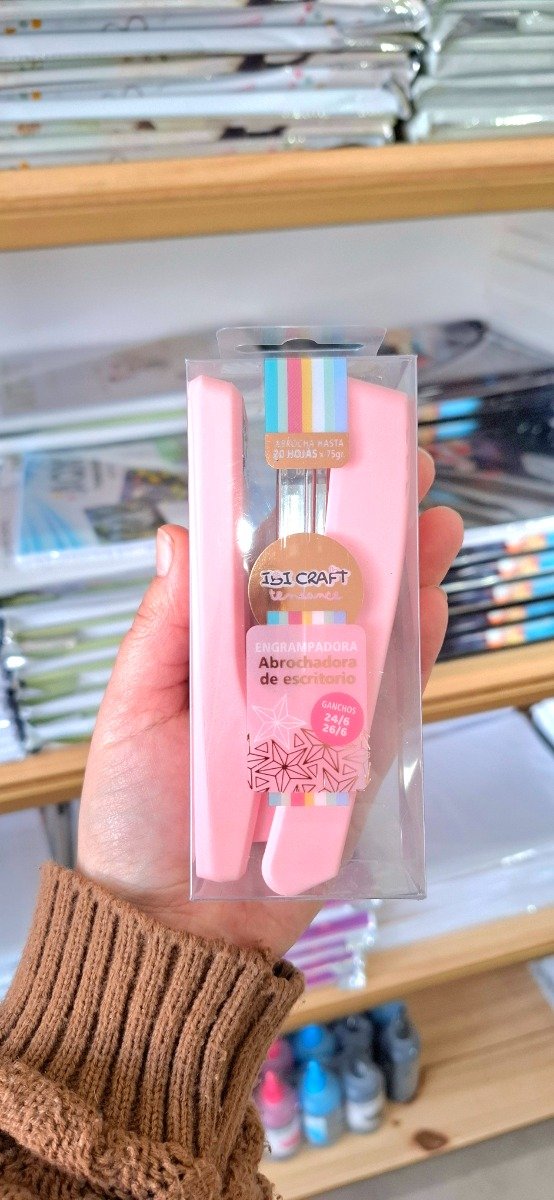 ABROCHA HASTA
20 HOJAS x 75gr.
IBI CRAFT
tendance
ENGRAMPADORA
Abrochadora
de escritorio
GANCHOS
24/6
26/6